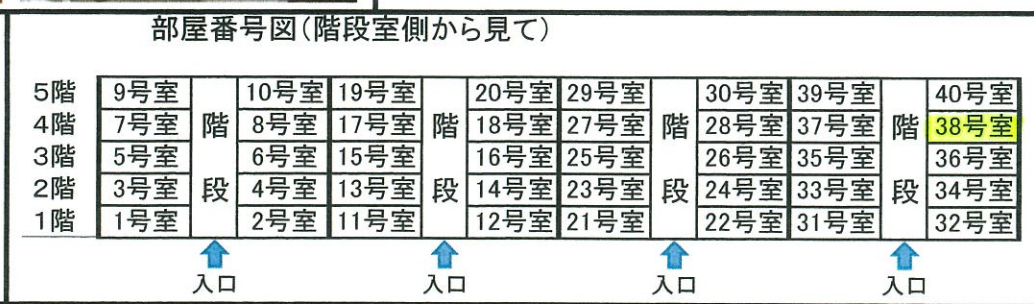 部屋番号図(階段室側から見て)
5階 9号室 10号室 19号室 20号室 29号室 30号室 39号室 40号室
4階 7号室 階 8号室 17号室 階 18号室 27号室 階 28号室 37号室 階 38号室
3階 5号室 6号室 15号室 16号室 25号室 26号室 35号室 36号室
2階 3号室 段 4号室 13号室 段 14号室 23号室 段 24号室 33号室 段 34号室
1階 1号室 2号室 11号室 12号室 21号室 22号室 31号室 32号室
入口 入口 入口 入口